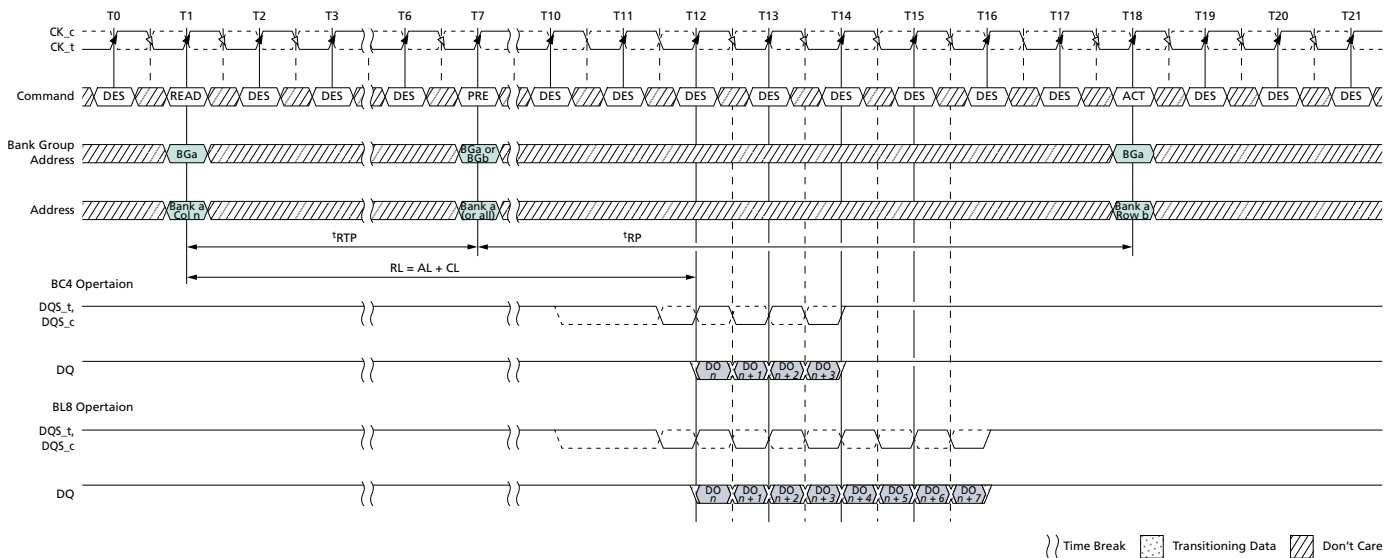 T0 T1 T2 T3 T6 T7 T10 T11 T12 T13 T14 T15 T16 T17 T18 T19 T20 T21
CK_c
CK_t
Command DES READ DES DES DES PRE DES DES DES DES DES DES DES DES ACT DES DES DES
Bank Group
Address
BGa
BGa or
BGb
BGa
Address
Bank a
Col n
Bank a
(or all)
Bank a
Row b
tRTP tRP
RL = AL + CL
BC4 Opertaion
DQS_t,
DQS_c
DQ
DO
n
DO
n + 1
DO
n + 2
DO
n + 3
BL8 Opertaion
DQS_t,
DQS_c
DQ
DO
n
DO
n + 1
DO
n + 2
DO
n + 3
DO
n + 4
DO
n + 5
DO
n + 6
DO
n + 7
Time Break Transitioning Data Don't Care